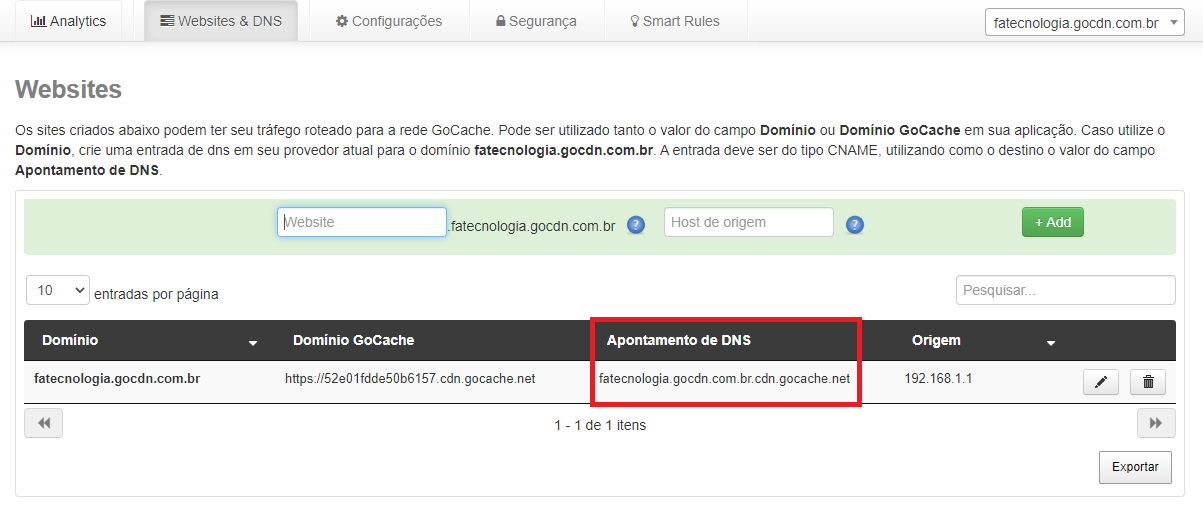 Analytics
Websites & DNS
Configurações
Segurança
Smart Rules
fatecnologia.gocdn.com.br
Websites
Os sites criados abaixo podem ter seu tráfego roteado para a rede GoCache. Pode ser utilizado tanto o valor do campo Domínio ou Domínio GoCache em sua aplicação. Caso utilize o
Domínio, crie uma entrada de dns em seu provedor atual para o domínio fatecnologia.gocdn.com.br. A entrada deve ser do tipo CNAME, utilizando como o destino o valor do campo
Apontamento de DNS.
Website .fatecnologia.gocdn.com.br ? Host de origem ? + Add
10 entradas por página Pesquisar...
Domínio Domínio GoCache Apontamento de DNS Origem
fatecnologia.gocdn.com.br https://52e01fdde50b6157.cdn.gocache.net fatecnologia.gocdn.com.br.cdn.gocache.net 192.168.1.1
1 - 1 de 1 itens
Exportar